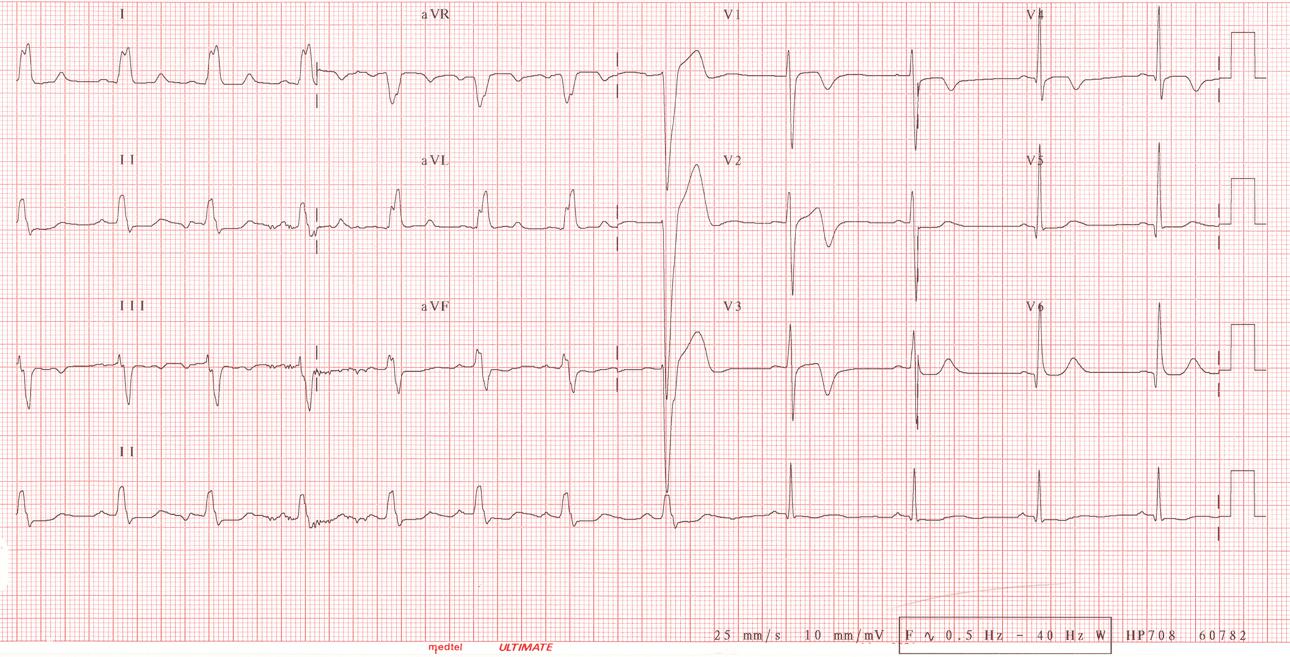 I aVR V1 V4
II aVL V2 V5
III aVF V3 V6
II
25 mm/s 10 mm/mV F ∿ 0.5 Hz - 40 Hz W HP708 60782
medtel ULTIMATE